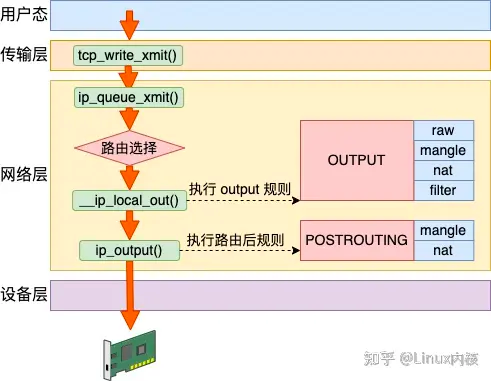 用户态
传输层
tcp_write_xmit()
ip_queue_xmit()
路由选择
网络层
__ip_local_out()
执行 output 规则
OUTPUT
raw
mangle
nat
filter
ip_output()
执行路由后规则
POSTROUTING
mangle
nat
设备层
知乎 @Linux内核